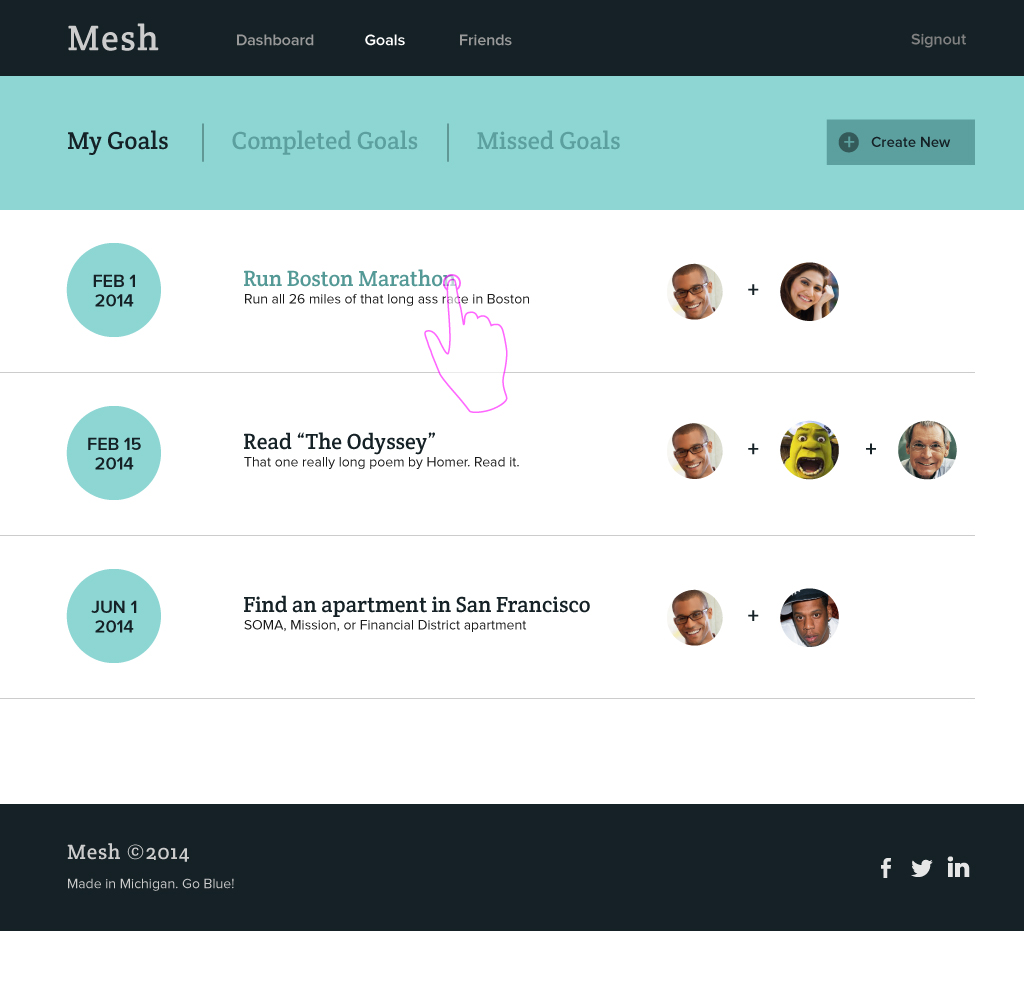 Mesh Dashboard Goals Friends Signout
My Goals Completed Goals Missed Goals + Create New
FEB 1
2014
Run Boston Marathon
Run all 26 miles of that long ass race in Boston
+
FEB 15
2014
Read “The Odyssey”
That one really long poem by Homer. Read it.
+ +
JUN 1
2014
Find an apartment in San Francisco
SOMA, Mission, or Financial District apartment
+
Mesh ©2014
Made in Michigan. Go Blue!
f in